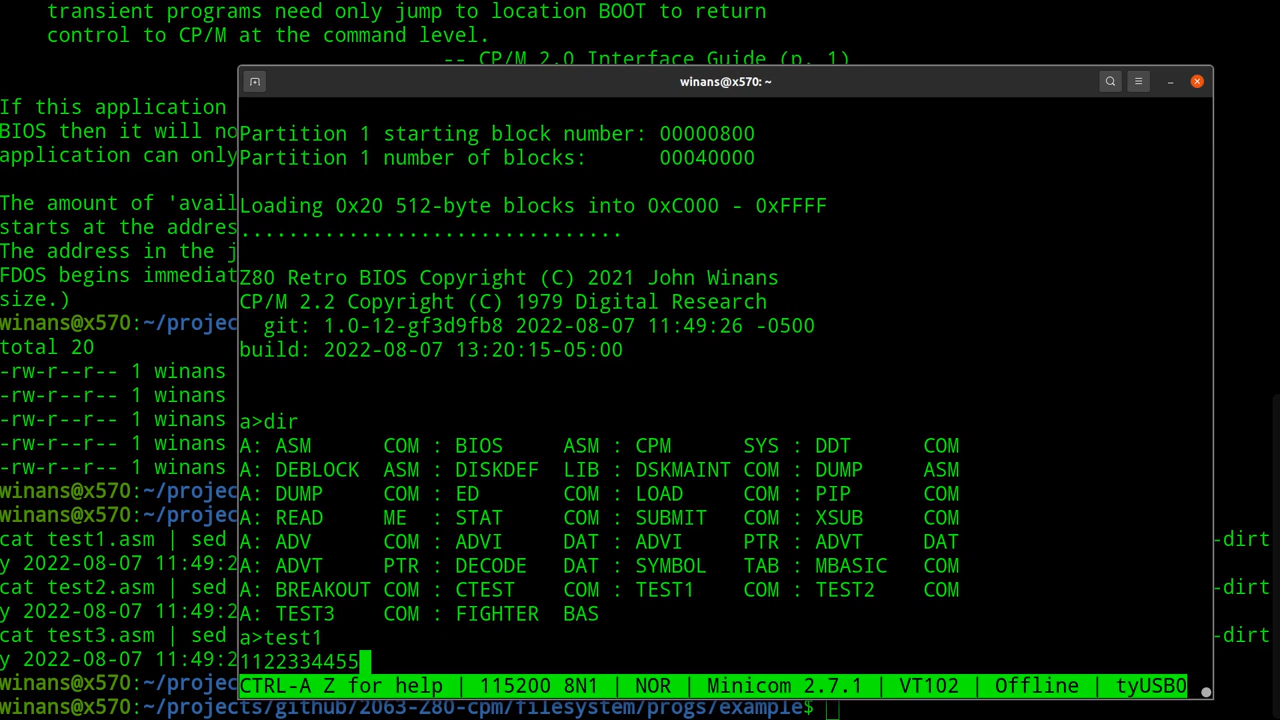 transient programs need only jump to location BOOT to return
control to CP/M at the command level.
-- CP/M 2.0 Interface Guide (p. 1)
If this application
BIOS then it will no
application can only
The amount of 'avail
starts at the addres
The address in the j
FDOS begins immediat
size.)
winans@x570:~/projec
total 20
-rw-r--r-- 1 winans
-rw-r--r-- 1 winans
-rw-r--r-- 1 winans
-rw-r--r-- 1 winans
-rw-r--r-- 1 winans
winans@x570:~/projec
winans@x570:~/projec
cat test1.asm | sed
-dirt
y 2022-08-07 11:49:2
cat test2.asm | sed
-dirt
y 2022-08-07 11:49:2
cat test3.asm | sed
-dirt
y 2022-08-07 11:49:2
winans@x570:~/projec
winans@x570:~/projects/github/2063-Z80-cpm/filesystem/progs/example$
winans@x570: ~
Partition 1 starting block number: 00000800
Partition 1 number of blocks:      00040000
Loading 0x20 512-byte blocks into 0xC000 - 0xFFFF
................................
Z80 Retro BIOS Copyright (C) 2021 John Winans
CP/M 2.2 Copyright (C) 1979 Digital Research
git: 1.0-12-gf3d9fb8 2022-08-07 11:49:26 -0500
build: 2022-08-07 13:20:15-05:00
a>dir
A: ASM      COM : BIOS     ASM : CPM      SYS : DDT      COM
A: DEBLOCK  ASM : DISKDEF  LIB : DSKMAINT COM : DUMP     ASM
A: DUMP     COM : ED       COM : LOAD     COM : PIP      COM
A: READ     ME  : STAT     COM : SUBMIT   COM : XSUB     COM
A: ADV      COM : ADVI     DAT : ADVI     PTR : ADVT     DAT
A: ADVT     PTR : DECODE   DAT : SYMBOL   TAB : MBASIC   COM
A: BREAKOUT COM : CTEST    COM : TEST1    COM : TEST2    COM
A: TEST3    COM : FIGHTER  BAS
a>test1
1122334455
CTRL-A Z for help | 115200 8N1 | NOR | Minicom 2.7.1 | VT102 | Offline | tyUSB0